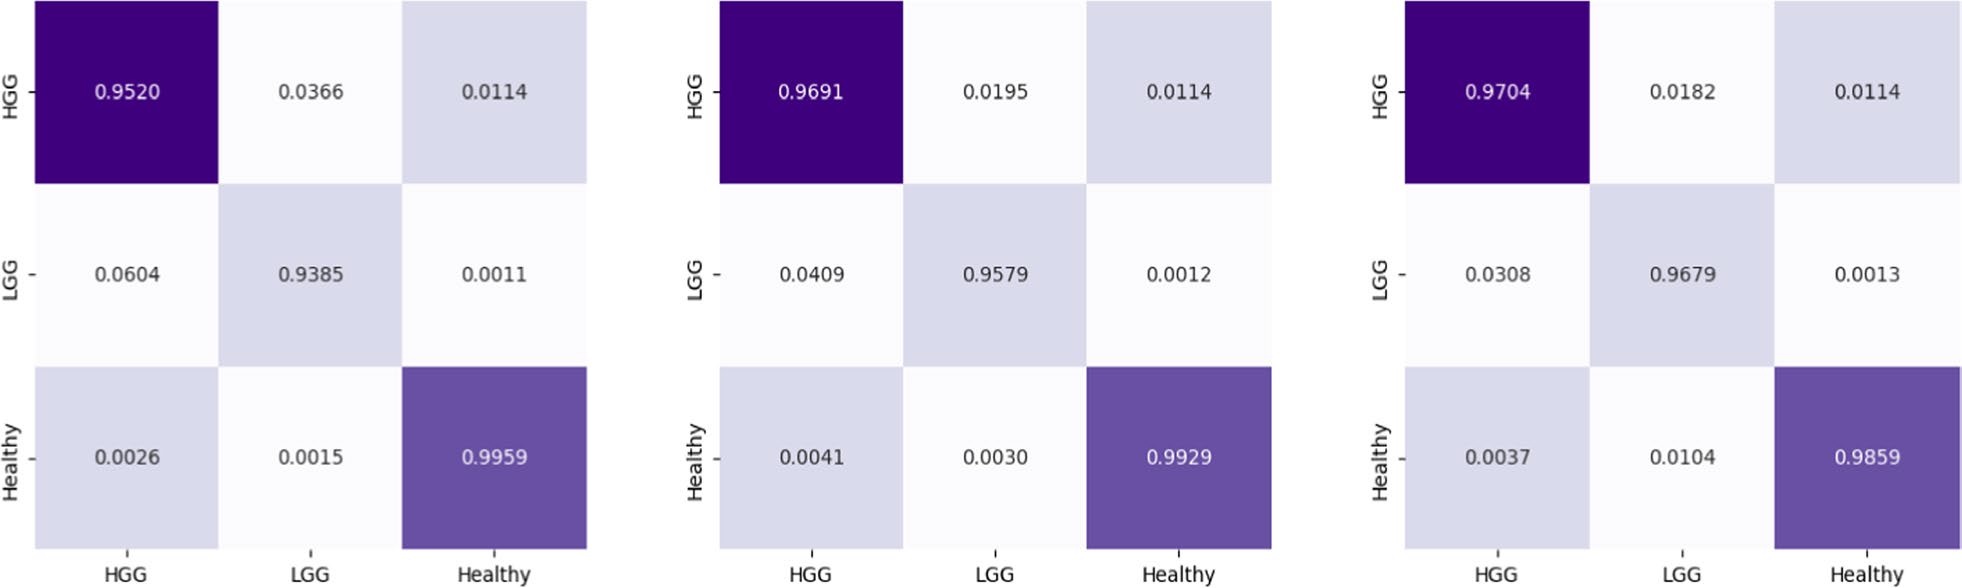 HGG 0.9520 0.0366 0.0114
LGG 0.0604 0.9385 0.0011
Healthy 0.0026 0.0015 0.9959
HGG LGG Healthy
HGG 0.9691 0.0195 0.0114
LGG 0.0409 0.9579 0.0012
Healthy 0.0041 0.0030 0.9929
HGG LGG Healthy
HGG 0.9704 0.0182 0.0114
LGG 0.0308 0.9679 0.0013
Healthy 0.0037 0.0104 0.9859
HGG LGG Healthy